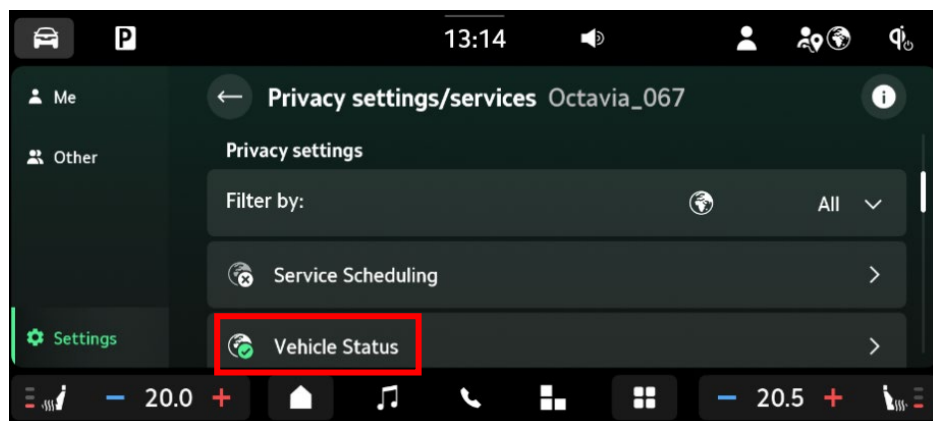 P
13:14
Me
Privacy settings/services Octavia_067
i
Other
Privacy settings
Filter by:
All
Service Scheduling
Settings
Vehicle Status
20.0
20.5